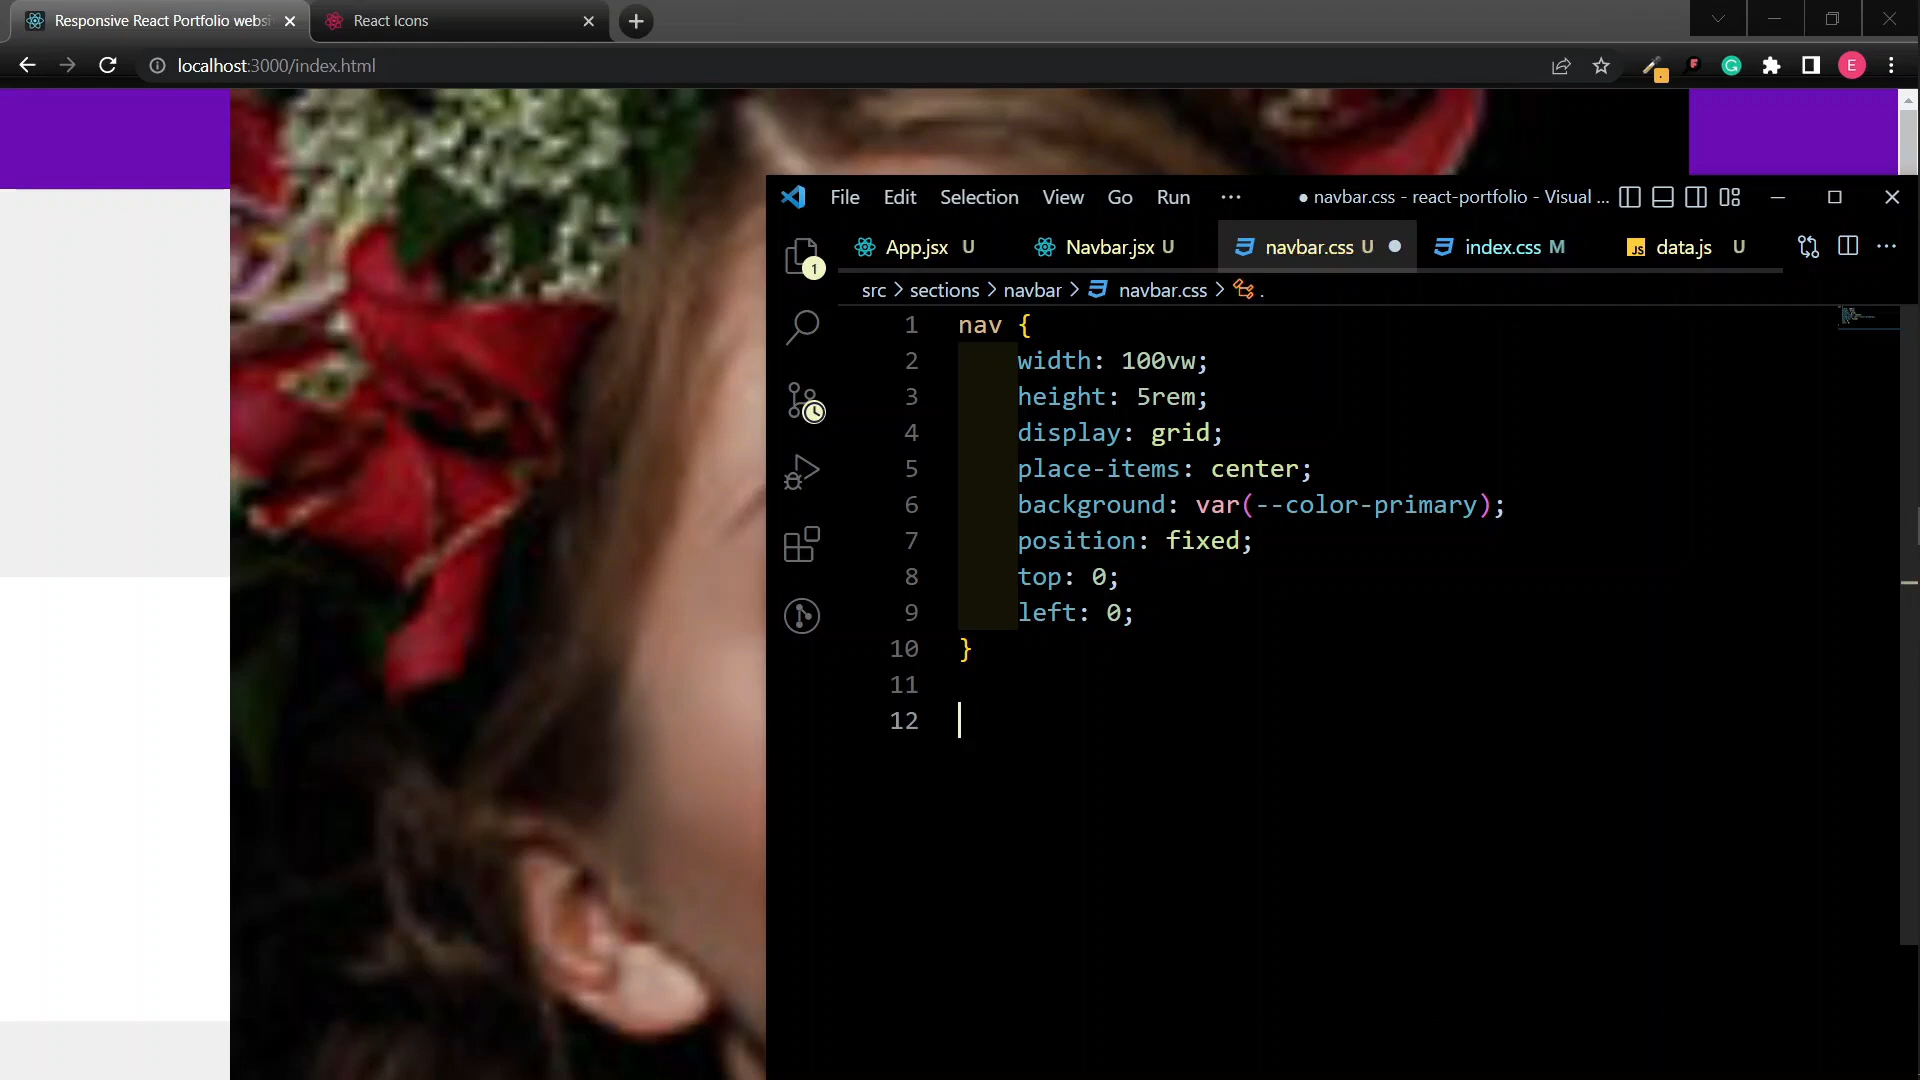 Responsive React Portfolio websi
React Icons
localhost:3000/index.html
E
File Edit Selection View Go Run ··· ● navbar.css - react-portfolio - Visual ...
App.jsx U Navbar.jsx U navbar.css U ● index.css M JS data.js U ···
1
src > sections > navbar > navbar.css > .
1 nav {
2 width: 100vw;
3 height: 5rem;
4 display: grid;
5 place-items: center;
6 background: var(--color-primary);
7 position: fixed;
8 top: 0;
9 left: 0;
10 }
11
12